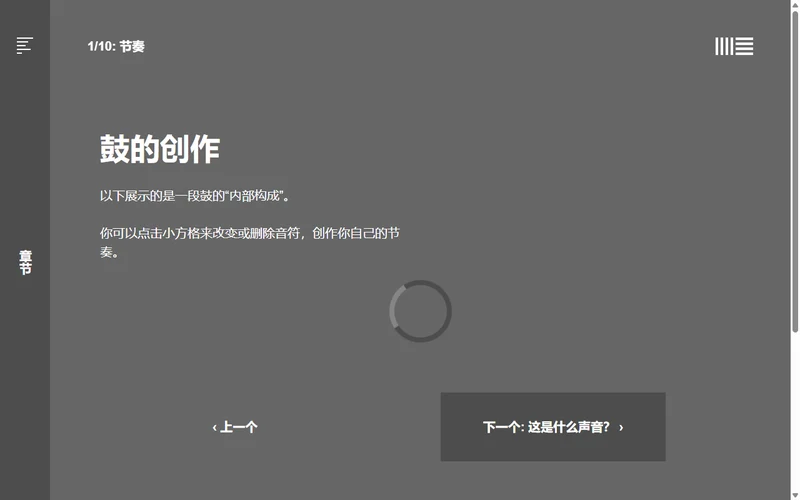 1/10: 节奏
鼓的创作
以下展示的是一段鼓的“内部构成”。
你可以点击小方格来改变或删除音符，创作你自己的节
奏。
章节
‹ 上一个
下一个: 这是什么声音？ ›